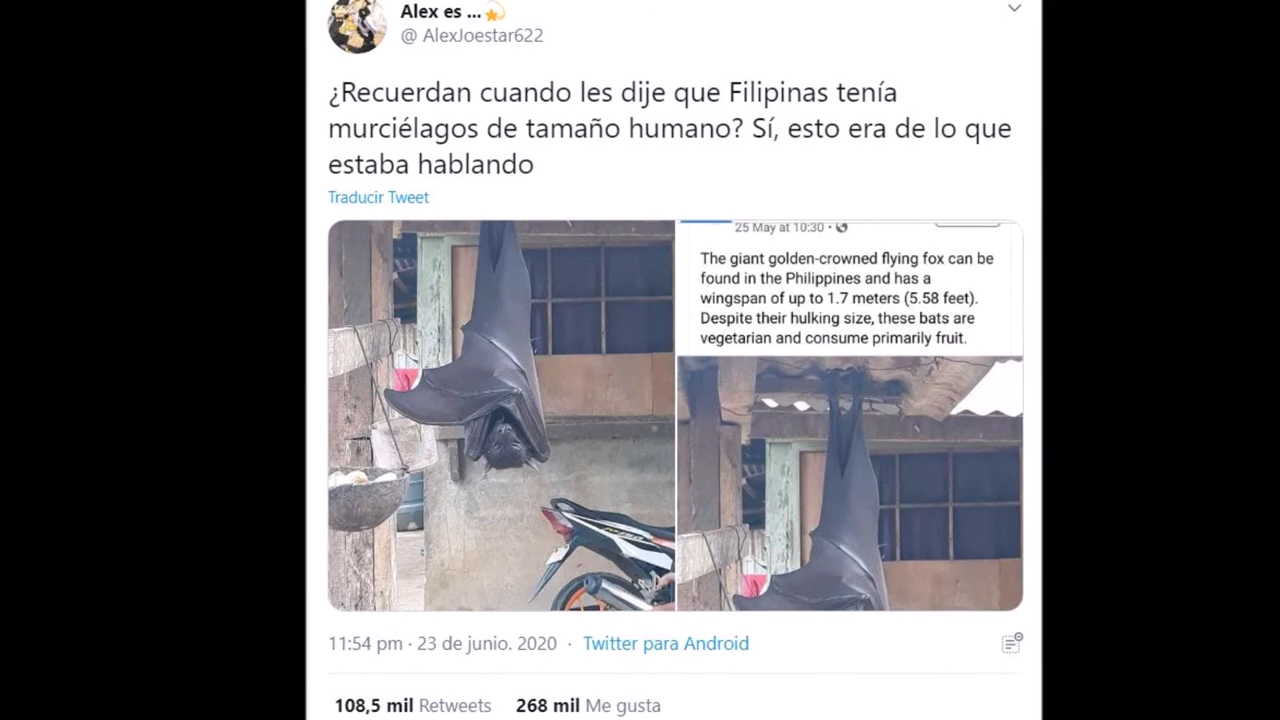 Alex es ...💫
@ AlexJoestar622
¿Recuerdan cuando les dije que Filipinas tenía
murciélagos de tamaño humano? Sí, esto era de lo que
estaba hablando
Traducir Tweet
25 May at 10:30 ·
The giant golden-crowned flying fox can be
found in the Philippines and has a
wingspan of up to 1.7 meters (5.58 feet).
Despite their hulking size, these bats are
vegetarian and consume primarily fruit.
11:54 pm · 23 de junio. 2020 · Twitter para Android
108,5 mil Retweets 268 mil Me gusta